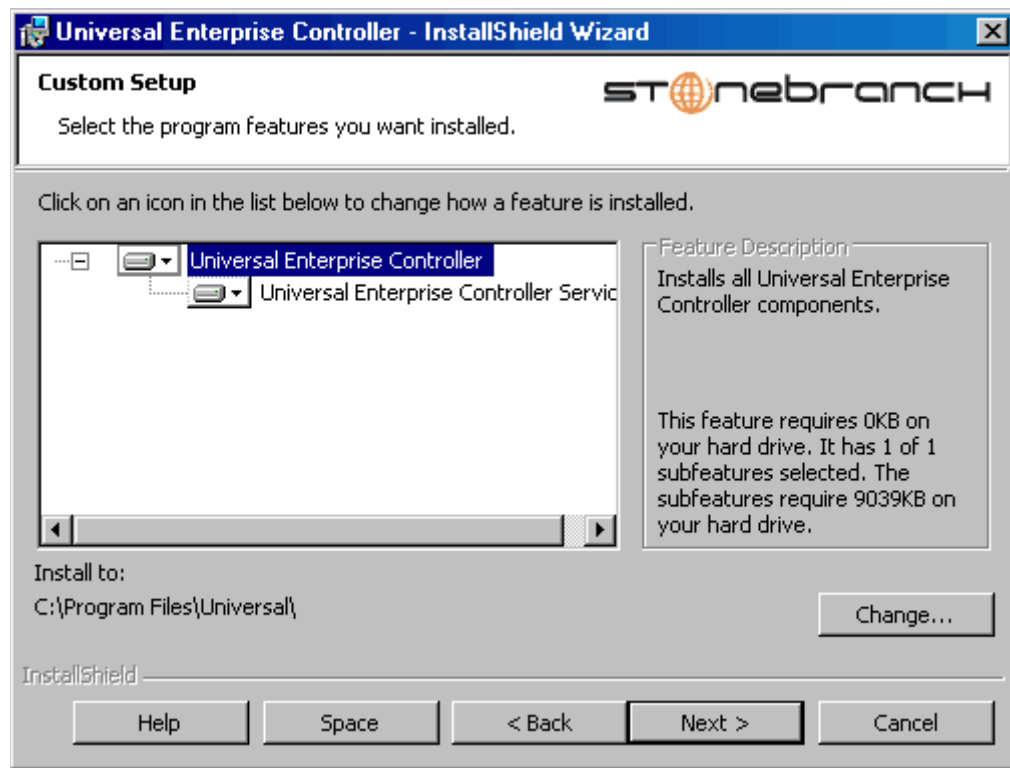 Universal Enterprise Controller - InstallShield Wizard
Custom Setup
stonebranch
Select the program features you want installed.
Click on an icon in the list below to change how a feature is installed.
Universal Enterprise Controller
Universal Enterprise Controller Servic
Feature Description
Installs all Universal Enterprise
Controller components.
This feature requires 0KB on
your hard drive. It has 1 of 1
subfeatures selected. The
subfeatures require 9039KB on
your hard drive.
Install to:
C:\Program Files\Universal\
Change...
InstallShield
Help
Space
< Back
Next >
Cancel